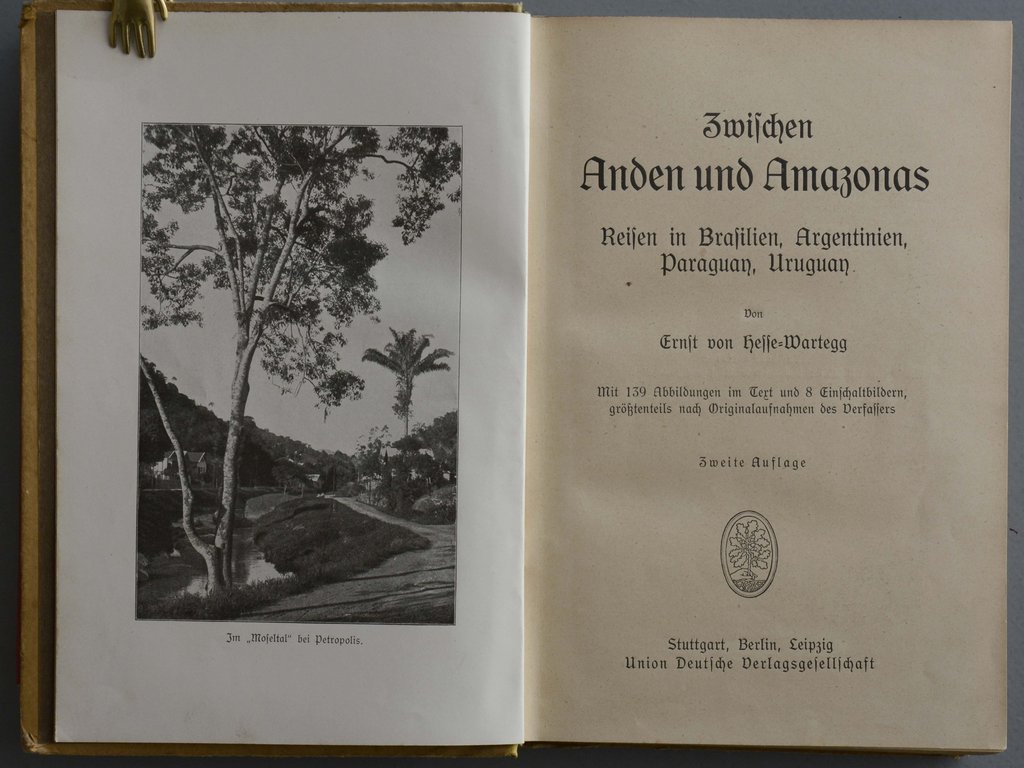 Im „Moseltal“ bei Petropolis.
Zwischen
Anden und Amazonas
Reisen in Brasilien, Argentinien,
Paraguay, Uruguay
Von
Ernst von Hesse-Wartegg
Mit 139 Abbildungen im Text und 8 Einschaltbildern,
größtenteils nach Originalaufnahmen des Verfassers
Zweite Auflage
Stuttgart, Berlin, Leipzig
Union Deutsche Verlagsgesellschaft